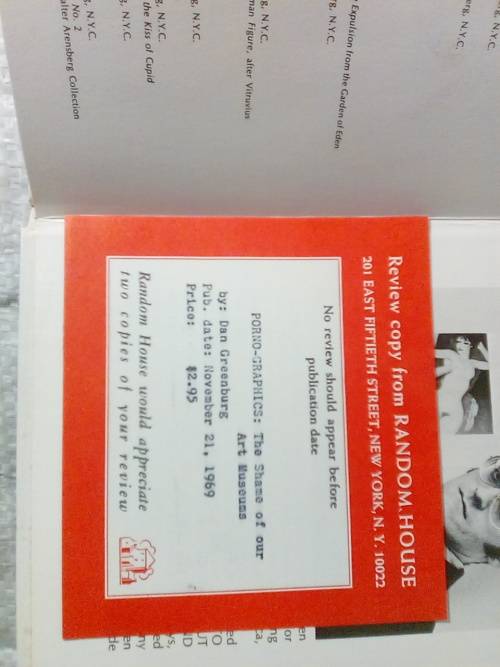 Expulsion from the Garden of Eden
rg, N.Y.C.
g, N.Y.C.
man Figure, after Vitruvius
g, N.Y.C.
g, N.Y.C.
the Kiss of Cupid
g, N.Y.C.
g, N.Y.C.
No. 2
alter Arensberg Collection
Review copy from RANDOM HOUSE
201 EAST FIFTIETH STREET, NEW YORK, N. Y. 10022
No review should appear before
publication date
PORNO-GRAPHICS: The Shame of our
Art Museums
by: Dan Greenburg
Pub. date: November 21, 1969
Price: $2.95
Random House would appreciate
two copies of your review